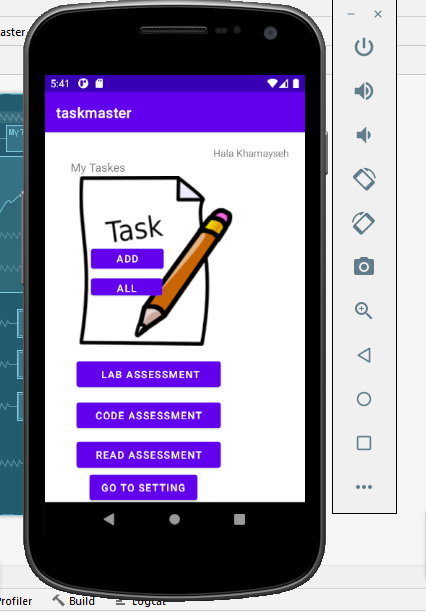 aster
5:41
taskmaster
Hala Khamayseh
My Taskes
Task
ADD
ALL
LAB ASSESSMENT
CODE ASSESSMENT
READ ASSESSMENT
GO TO SETTING
Profiler
Build
Logcat